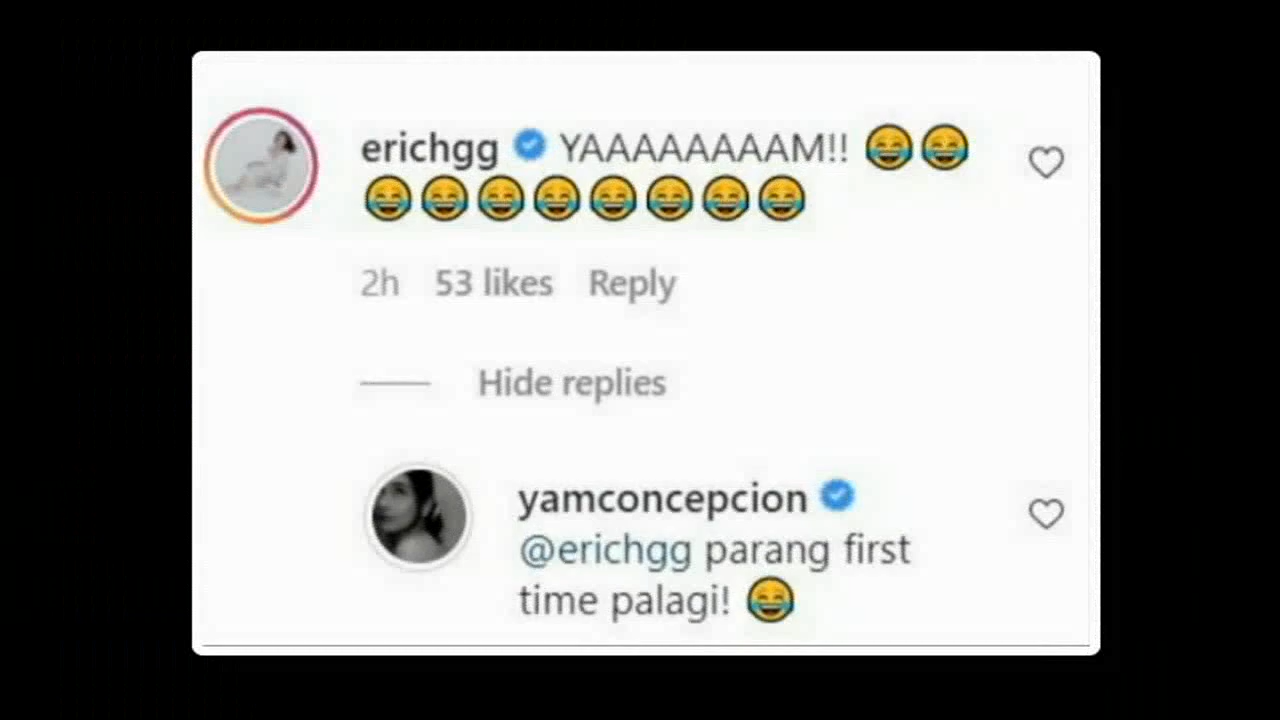 erichgg YAAAAAAAAM!! 😂😂
😂😂😂😂😂😂😂😂
2h 53 likes Reply
Hide replies
yamconcepcion
@erichgg parang first
time palagi! 😂